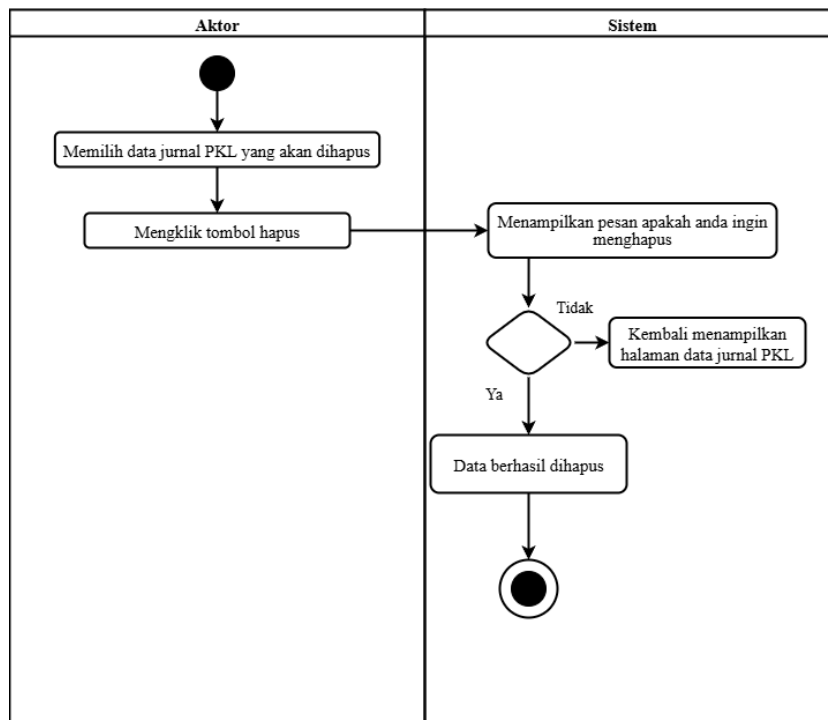 Aktor
Sistem
Memilih data jurnal PKL yang akan dihapus
Mengklik tombol hapus
Menampilkan pesan apakah anda ingin
menghapus
Tidak
Kembali menampilkan
halaman data jurnal PKL
Ya
Data berhasil dihapus